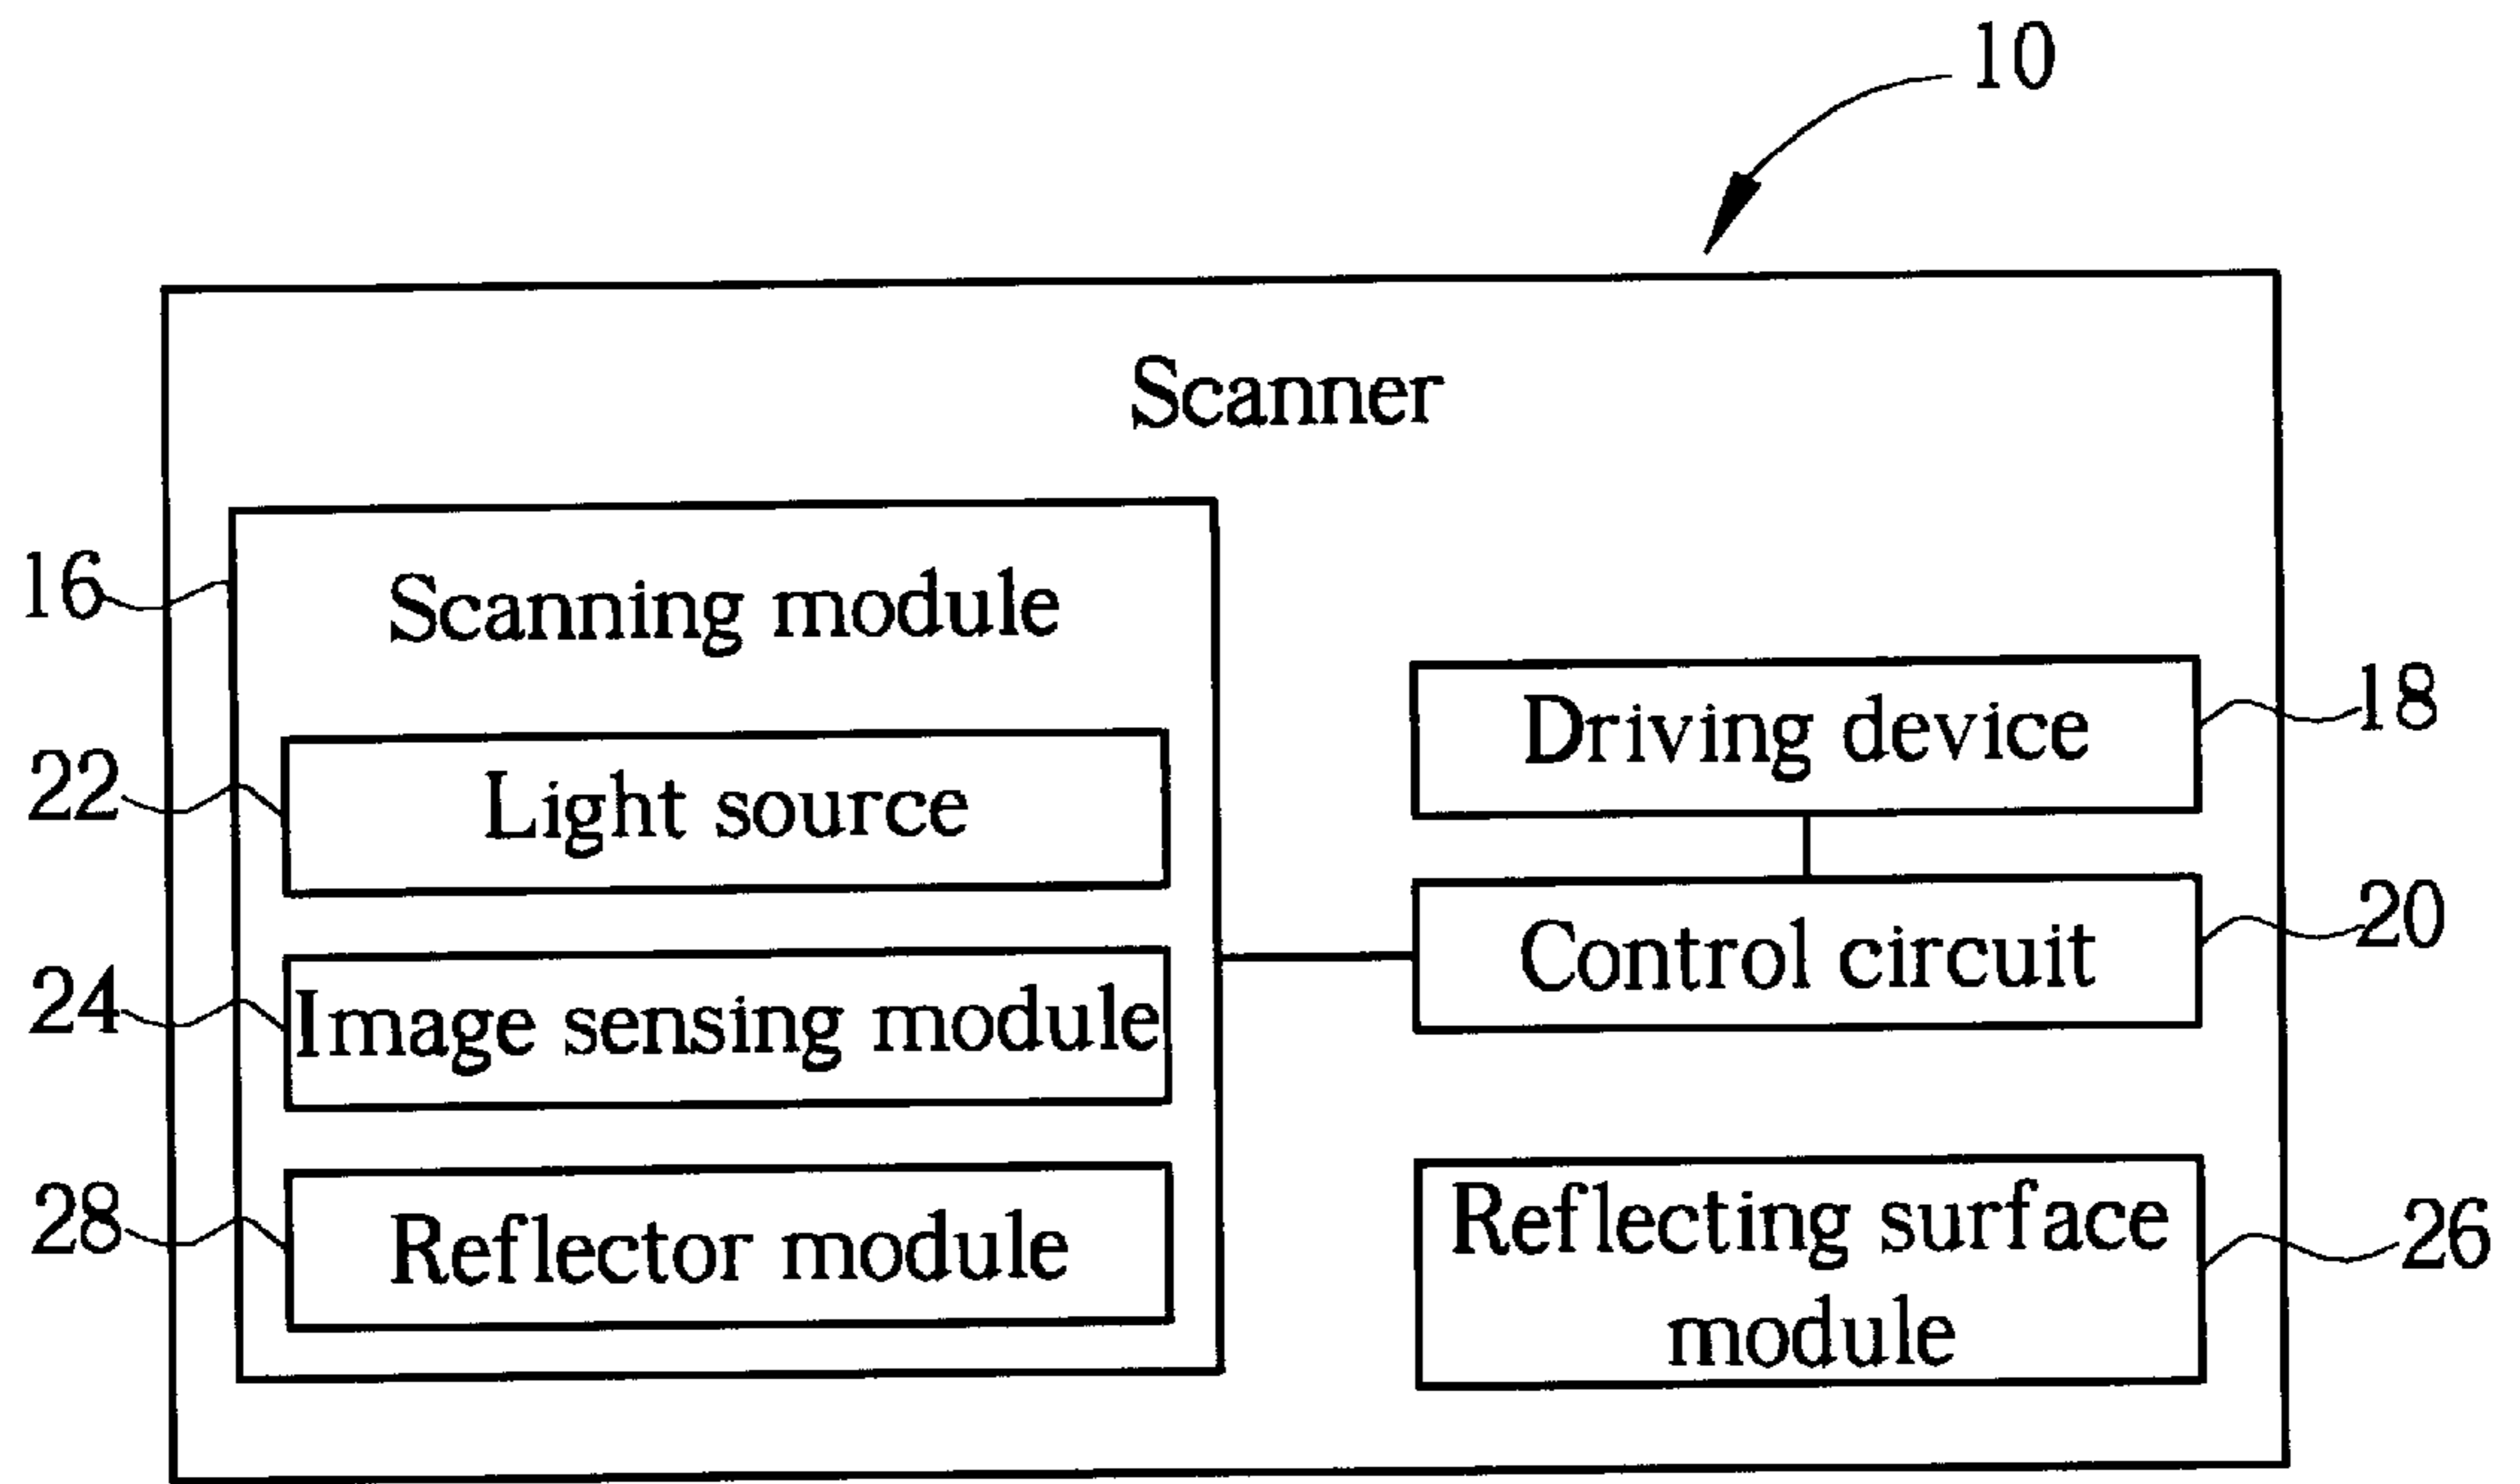 10
Scanner
16
Scanning module
22
Light source
24
Image sensing module
28
Reflector module
Driving device
18
Control circuit
20
Reflecting surface
module
26